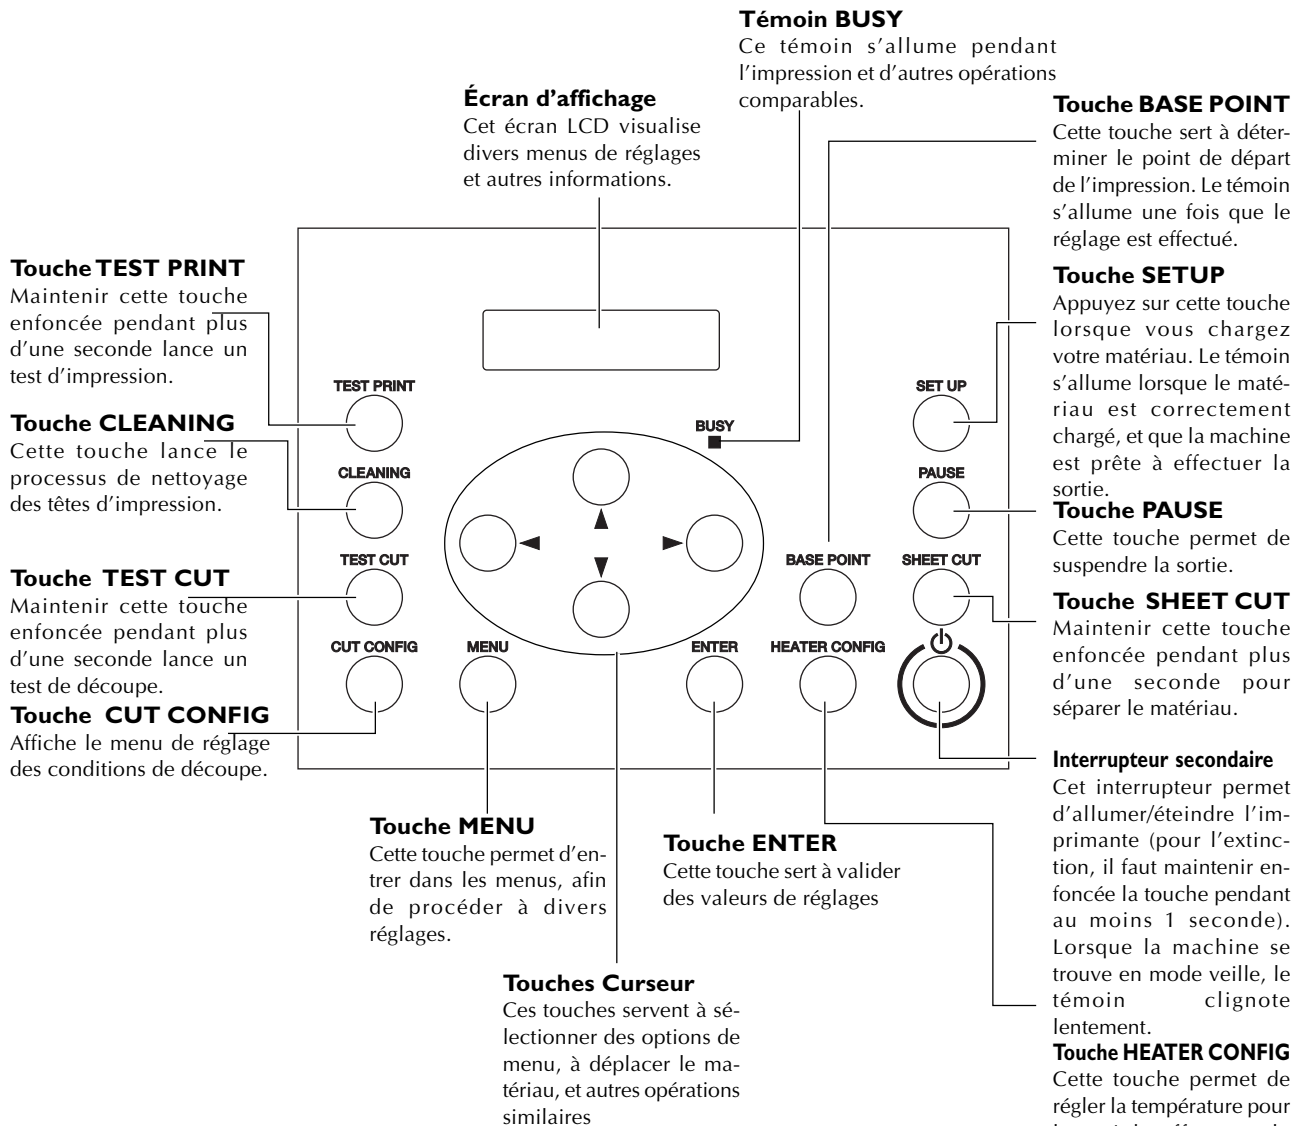 Témoin BUSY
Ce témoin s'allume pendant
l'impression et d'autres opérations
comparables.
Écran d'affichage
Cet écran LCD visualise
divers menus de réglages
et autres informations.
Touche BASE POINT
Cette touche sert à déter-
miner le point de départ
de l'impression. Le témoin
s'allume une fois que le
réglage est effectué.
Touche TEST PRINT
Maintenir cette touche
enfoncée pendant plus
d'une seconde lance un
test d'impression.
Touche CLEANING
Cette touche lance le
processus de nettoyage
des têtes d'impression.
Touche TEST CUT
Maintenir cette touche
enfoncée pendant plus
d'une seconde lance un
test de découpe.
Touche CUT CONFIG
Affiche le menu de réglage
des conditions de découpe.
TEST PRINT
CLEANING
TEST CUT
CUT CONFIG
MENU
BUSY
ENTER
BASE POINT
HEATER CONFIG
SET UP
PAUSE
SHEET CUT
Touche SETUP
Appuyez sur cette touche
lorsque vous chargez
votre matériau. Le témoin
s'allume lorsque le maté-
riau est correctement
chargé, et que la machine
est prête à effectuer la
sortie.
Touche PAUSE
Cette touche permet de
suspendre la sortie.
Touche SHEET CUT
Maintenir cette touche
enfoncée pendant plus
d'une seconde pour
séparer le matériau.
Interrupteur secondaire
Cet interrupteur permet
d'allumer/éteindre l'im-
primante (pour l'extinc-
tion, il faut maintenir en-
foncée la touche pendant
au moins 1 seconde).
Lorsque la machine se
trouve en mode veille, le
témoin clignote
lentement.
Touche HEATER CONFIG
Cette touche permet de
régler la température pour
Touche MENU
Cette touche permet d'en-
trer dans les menus, afin
de procéder à divers
réglages.
Touche ENTER
Cette touche sert à valider
des valeurs de réglages
Touches Curseur
Ces touches servent à sé-
lectionner des options de
menu, à déplacer le ma-
tériau, et autres opérations
similaires